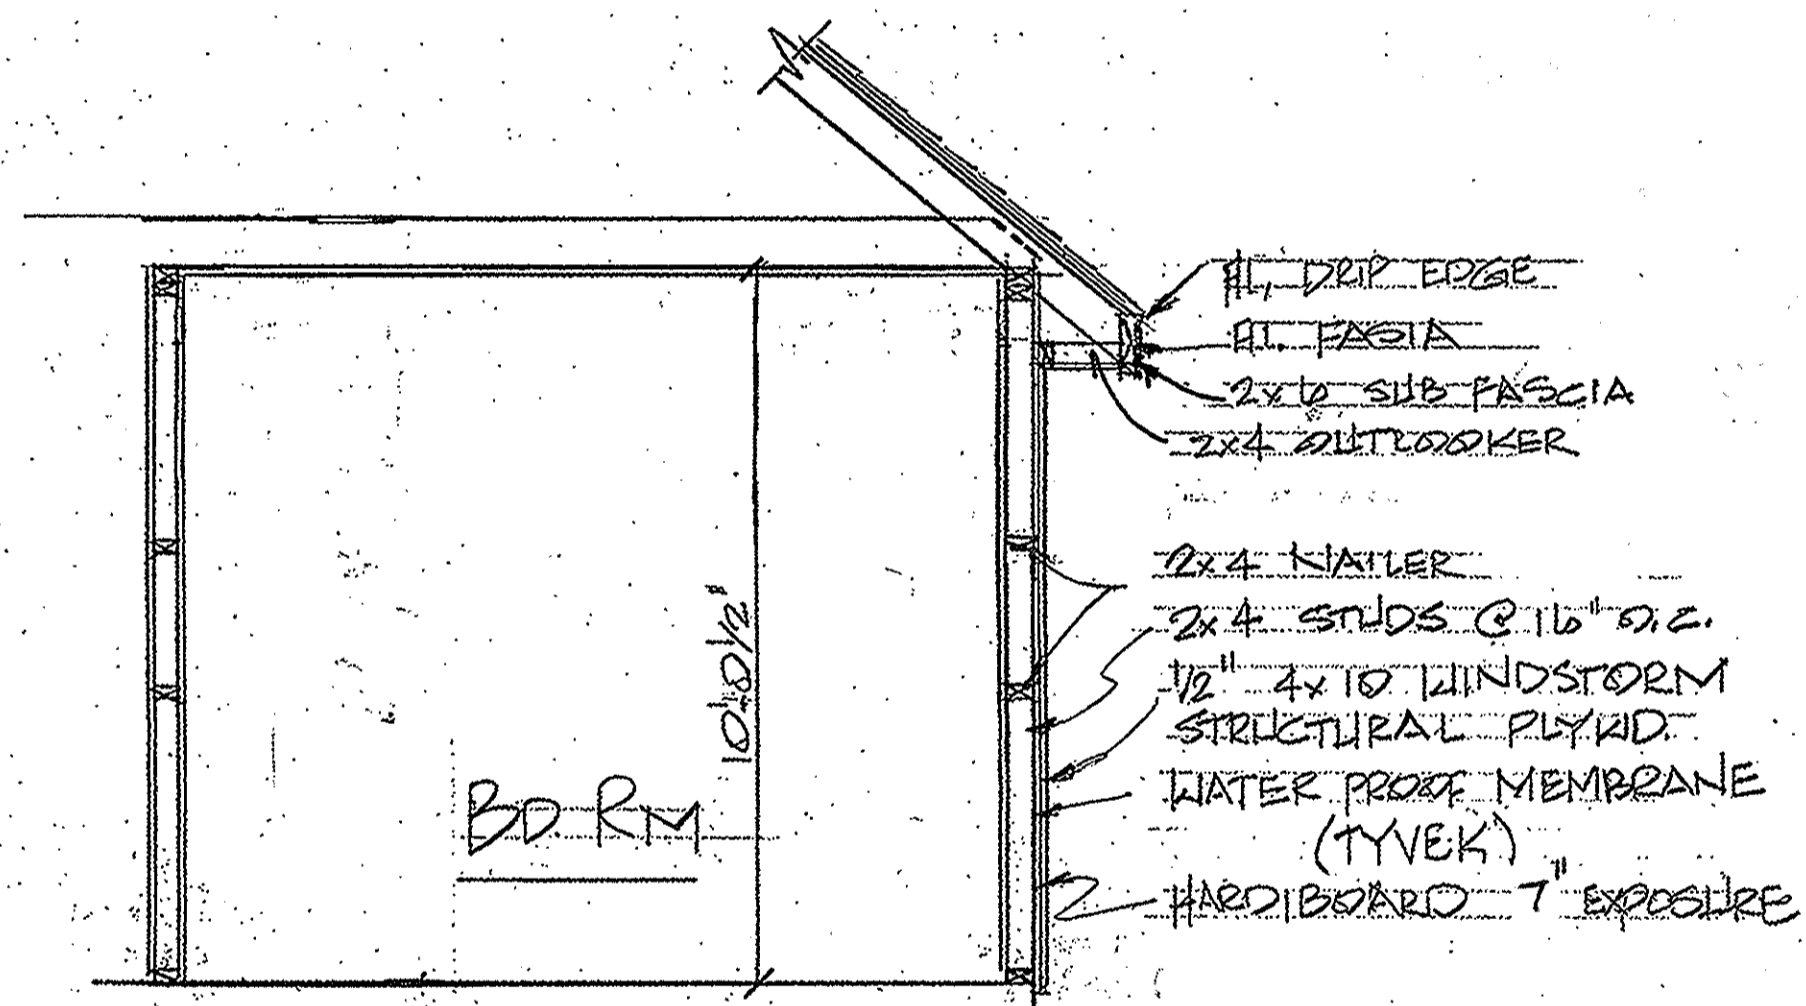 AL. DRIP EDGE
AL. FASIA
2x6 SUB FASCIA
2x4 OUTLOOKER
2x4 NAILER
2x4 STUDS @ 16" O.C.
1/2" 4x10 WINDSTORM
STRUCTURAL PLYWD.
WATER PROOF MEMBRANE
(TYVEK)
HARDIBOARD 7" EXPOSURE
10'-0 1/2"
BD. RM